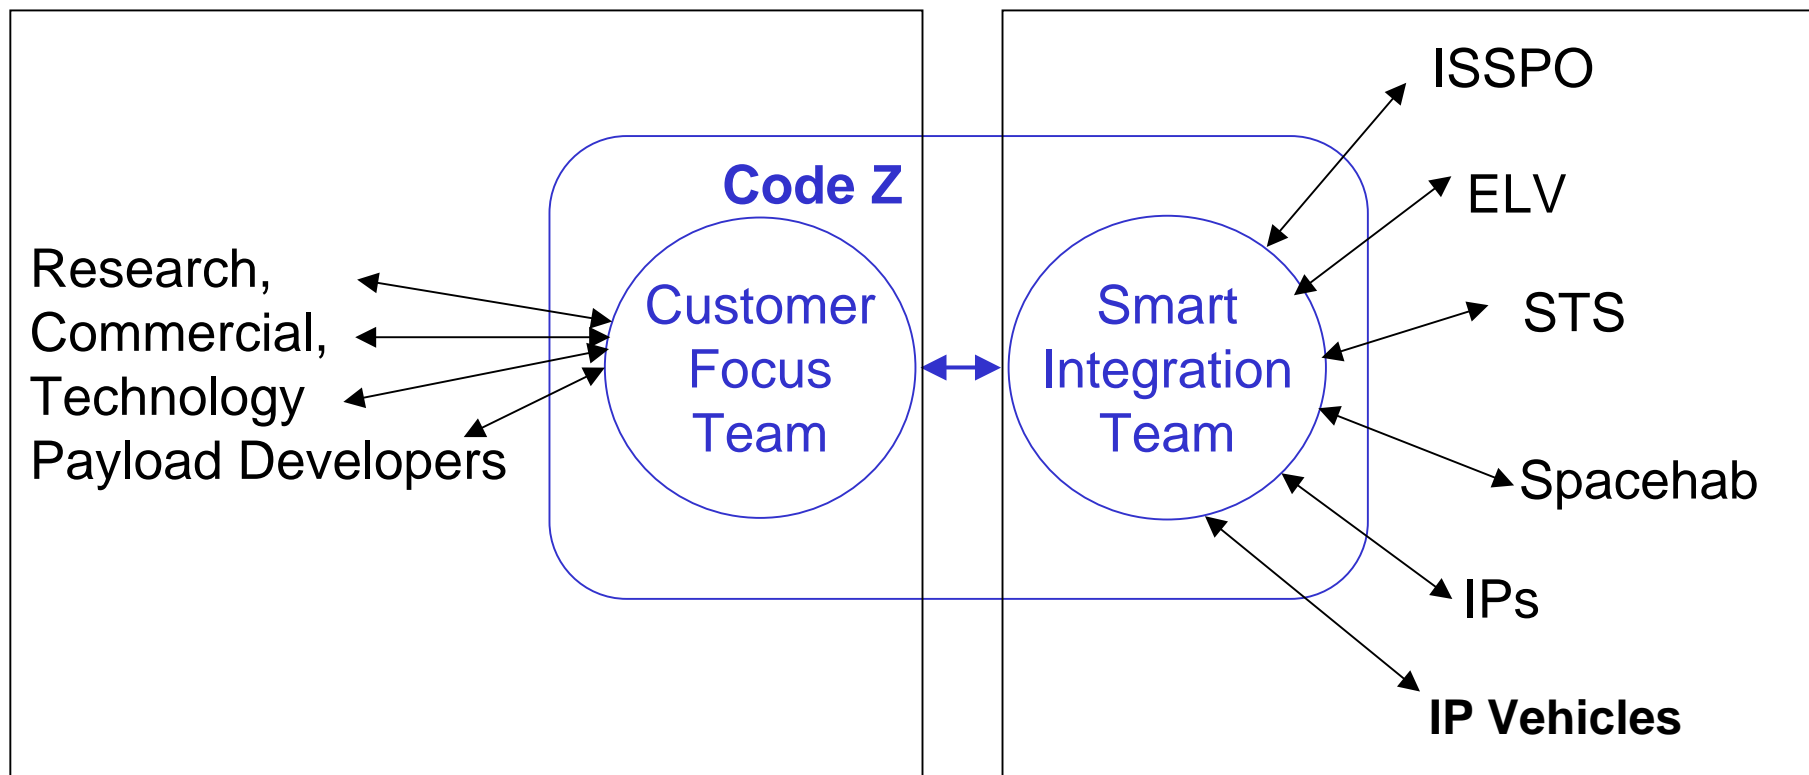 Code Z
Research,
Commercial,
Technology
Payload Developers
Customer
Focus
Team
Smart
Integration
Team
ISSPO
ELV
STS
Spacehab
IPs
IP Vehicles